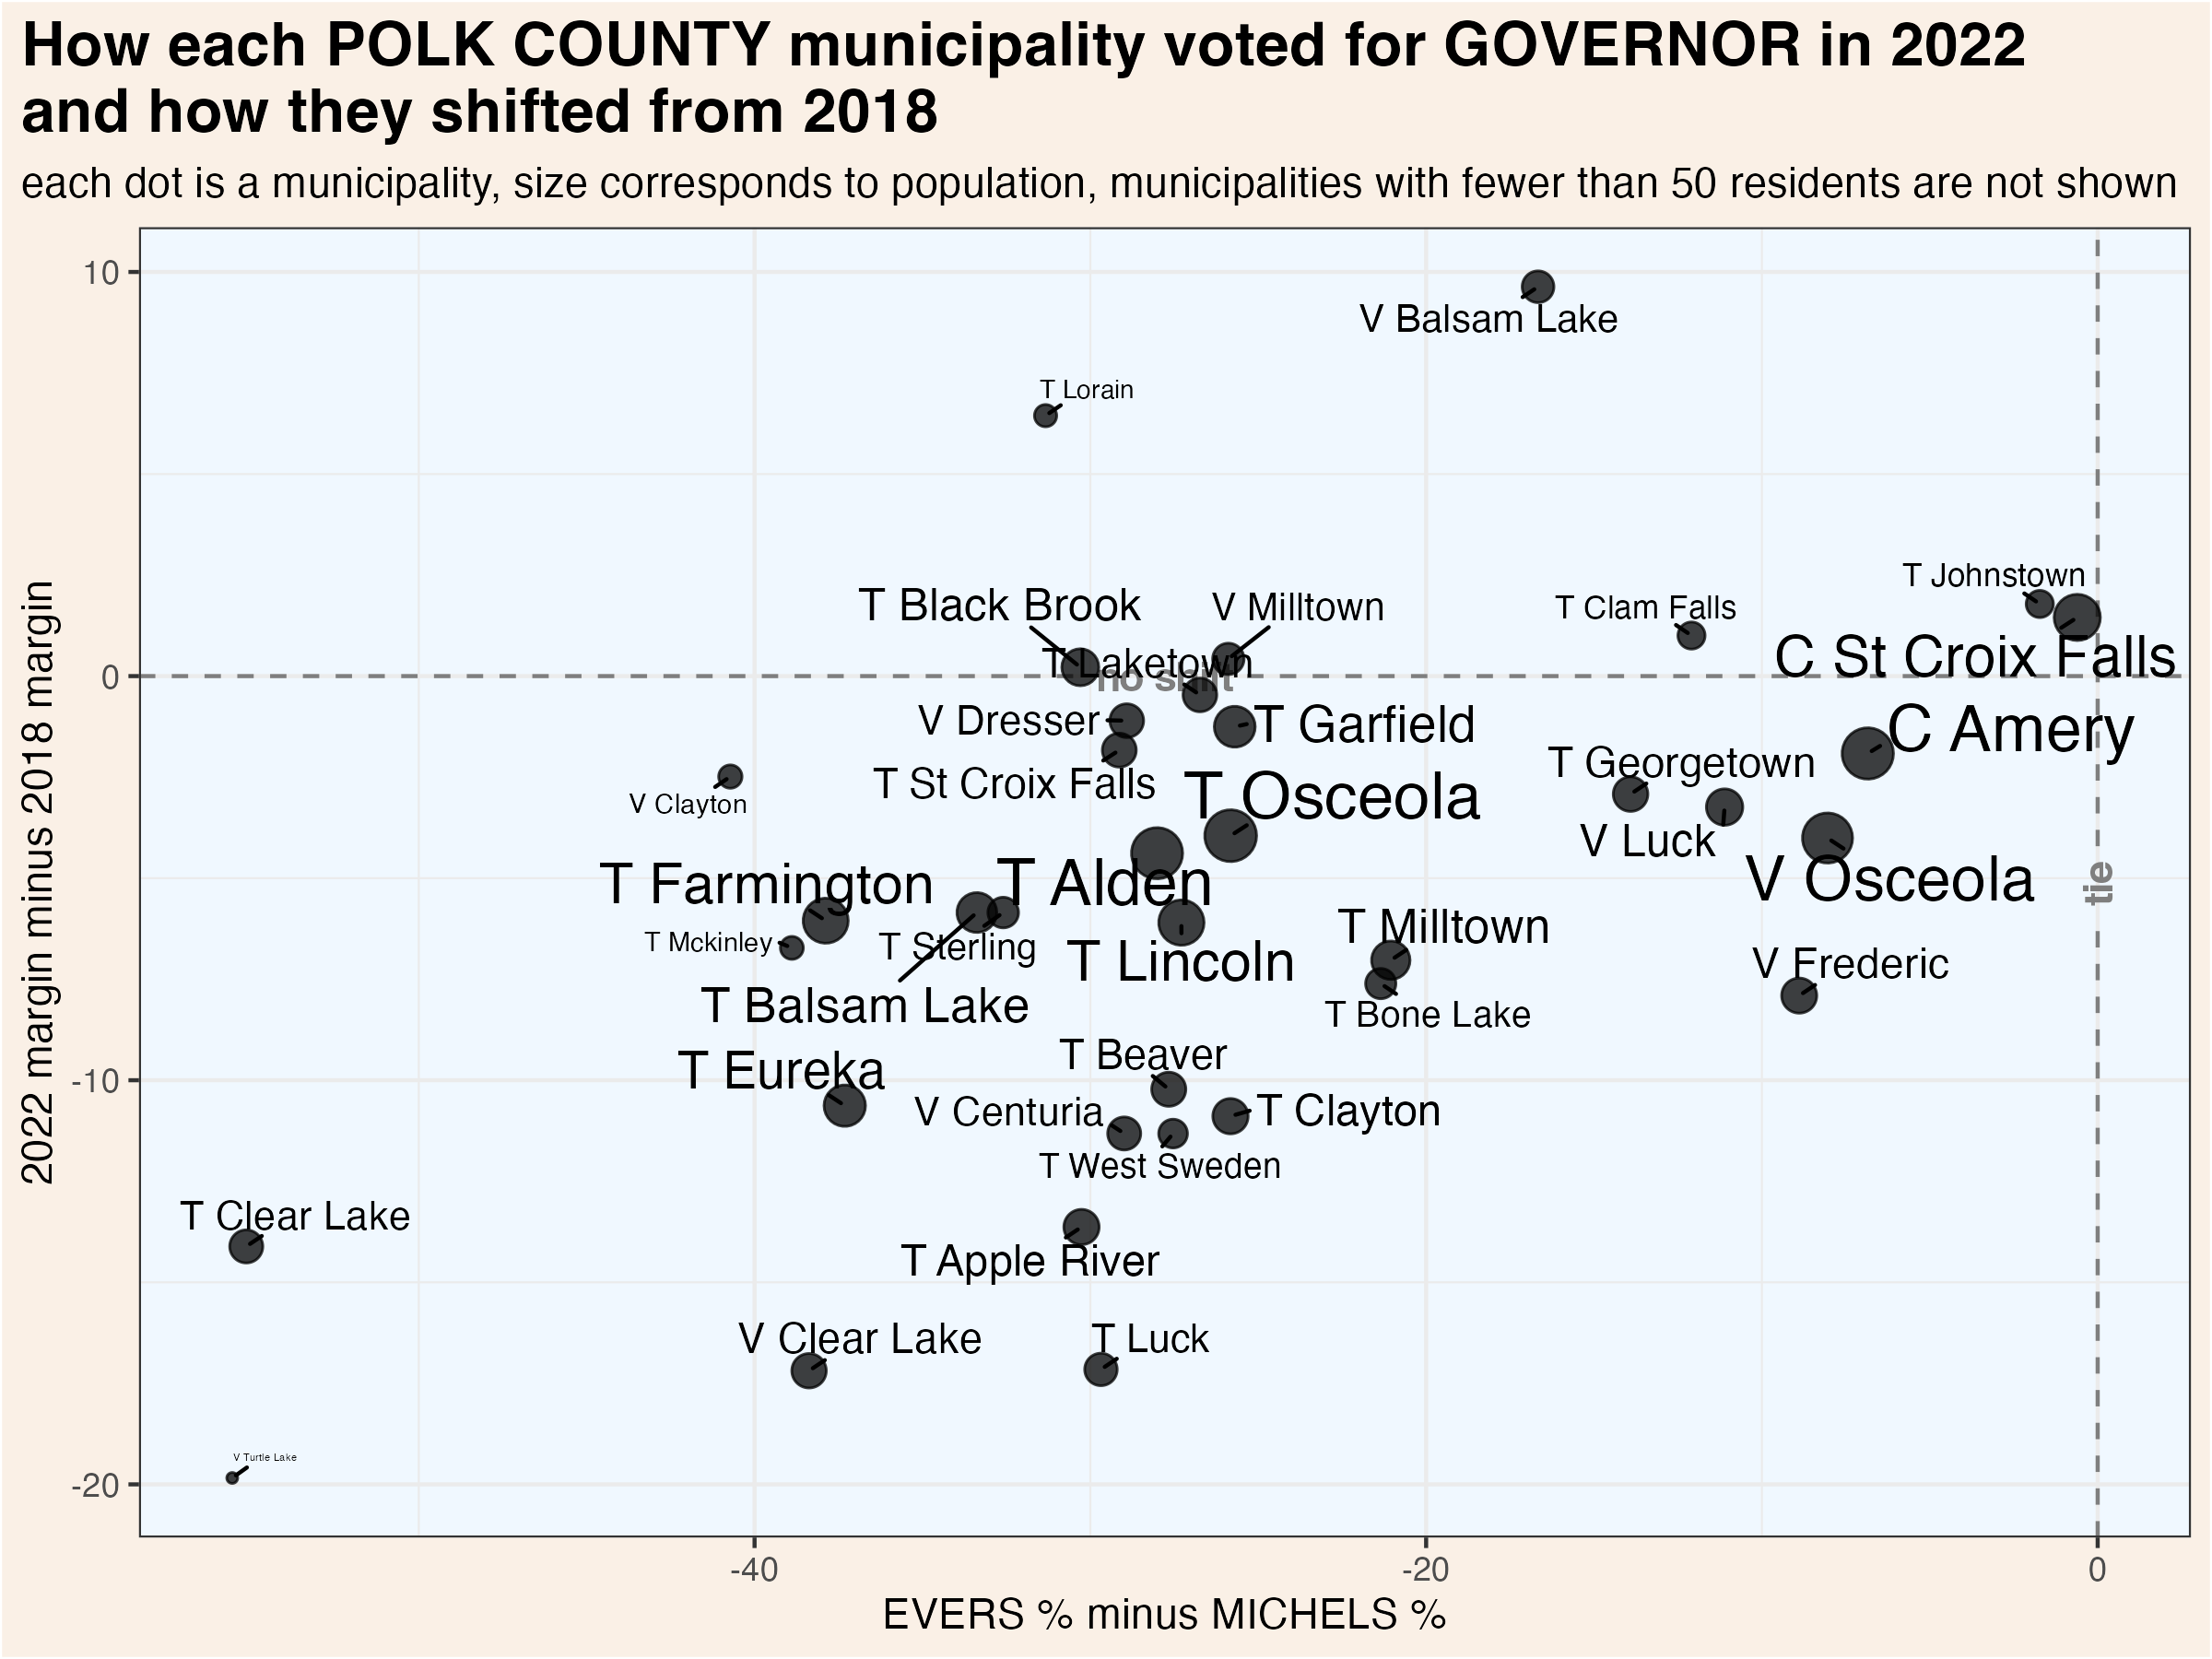 How each POLK COUNTY municipality voted for GOVERNOR in 2022
and how they shifted from 2018
each dot is a municipality, size corresponds to population, municipalities with fewer than 50 residents are not shown
10
V Balsam Lake
T Lorain
T Johnstown
T Black Brook
V Milltown
T Clam Falls
C St Croix Falls
T Laketown
0
no shift
V Dresser
T Garfield
C Amery
T Georgetown
T St Croix Falls
T Osceola
V Clayton
V Luck
T Farmington
T Alden
V Osceola
tie
2022 margin minus 2018 margin
T Milltown
T Mckinley
T Sterling
T Lincoln
V Frederic
T Balsam Lake
T Bone Lake
T Beaver
T Eureka
-10
V Centuria
T Clayton
T West Sweden
T Clear Lake
T Apple River
V Clear Lake
T Luck
V Turtle Lake
-20
-40
-20
0
EVERS % minus MICHELS %